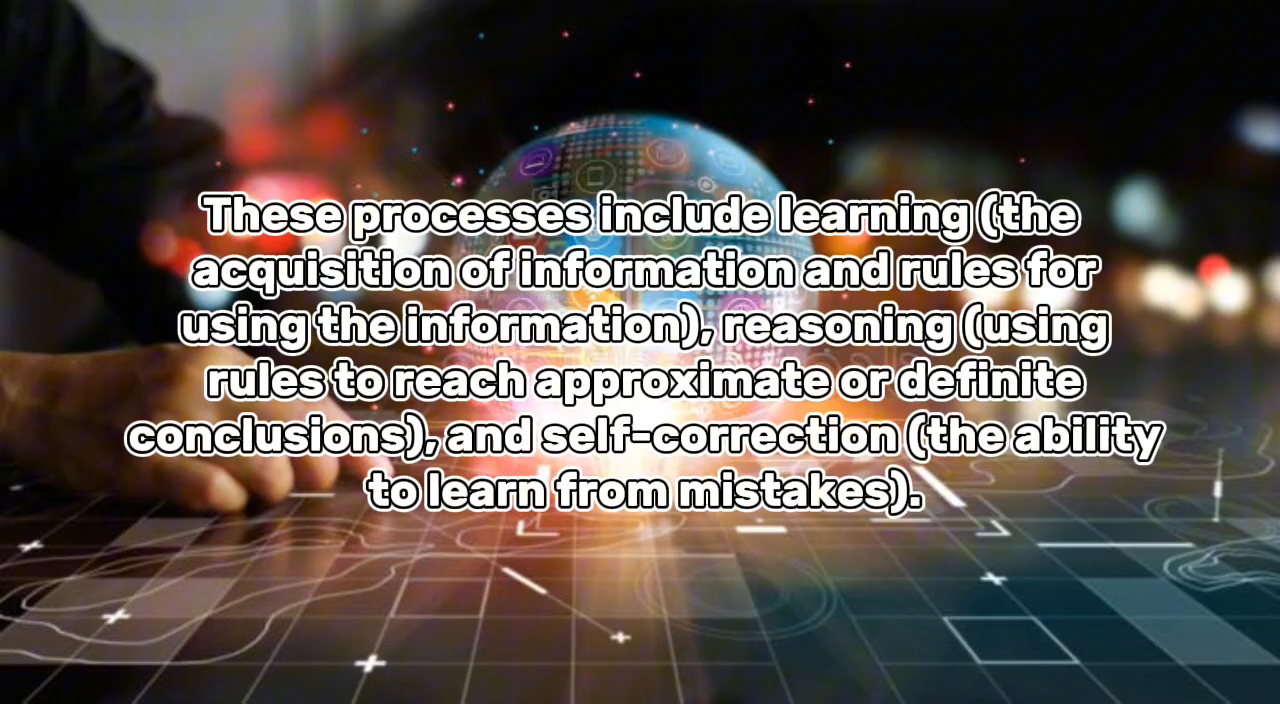 These processes include learning (the
acquisition of information and rules for
using the information), reasoning (using
rules to reach approximate or definite
conclusions), and self-correction (the ability
to learn from mistakes).